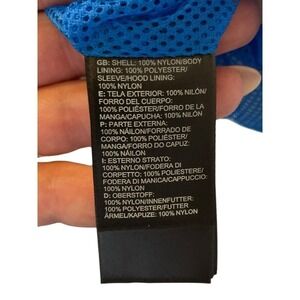 GB: SHELL: 100% NYLON/BODY
LINING: 100% POLYESTER/
SLEEVE/HOOD LINING:
100% NYLON
E: TELA EXTERIOR: 100% NILÓN/
FORRO DEL CUERPO:
100% POLIÉSTER/FORRO DE LA
MANGA/CAPUCHA: 100% NILÓN
P: PARTE EXTERNA:
100% NÁILON/FORRADO DE
CORPO: 100% POLIÉSTER/
MANGA/FORRO DO CAPUZ:
100% NÁILON
I: ESTERNO STRATO:
100% NYLON/FODERA DI
CORPETTO: 100% POLIESTERE/
FODERA DI MANICA/CAPPUCCIO:
100% NYLON
D: OBERSTOFF:
100% NYLON/INNENFUTTER:
100% POLYESTER/FUTTER
ÄRMEL/KAPUZE: 100% NYLON